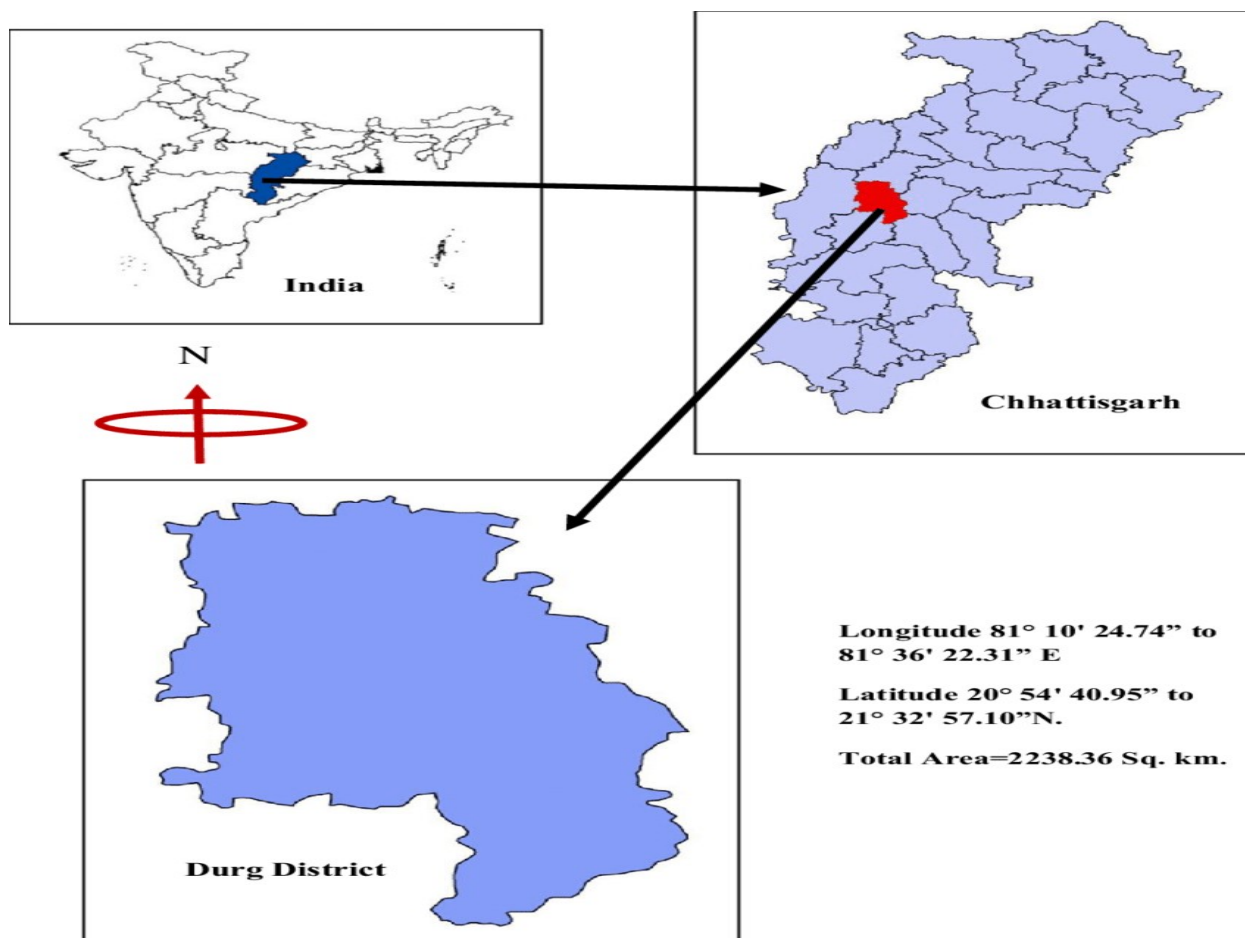 India
N
Chhattisgarh
Longitude 81° 10' 24.74” to
81° 36' 22.31” E
Latitude 20° 54' 40.95” to
21° 32' 57.10”N.
Total Area=2238.36 Sq. km.
Durg District